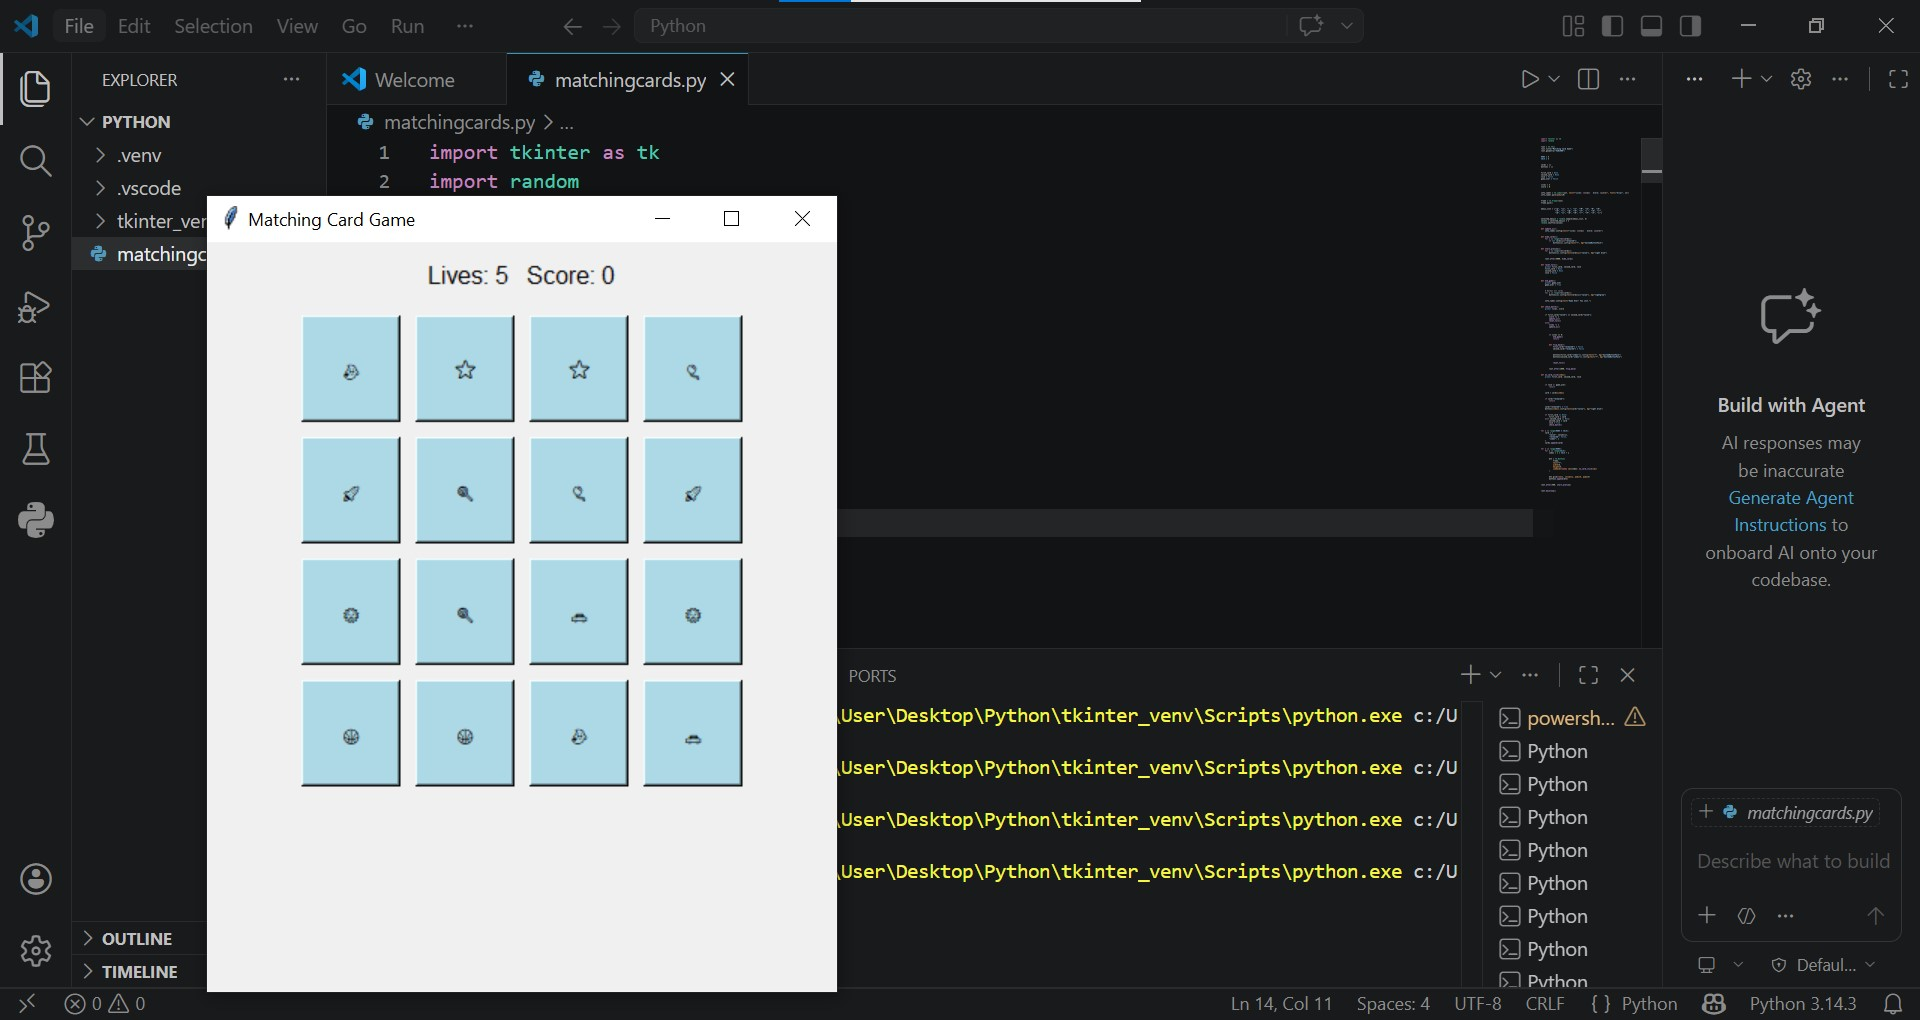 File Edit Selection View Go Run
Python
EXPLORER
PYTHON
.venv
.vscode
tkinter_ver
matchingc
OUTLINE
TIMELINE
Welcome
matchingcards.py
matchingcards.py > ...
1 import tkinter as tk
2 import random
Matching Card Game
Lives: 5 Score: 0
PORTS
\User\Desktop\Python\tkinter_venv\Scripts\python.exe c:/U
\User\Desktop\Python\tkinter_venv\Scripts\python.exe c:/U
\User\Desktop\Python\tkinter_venv\Scripts\python.exe c:/U
\User\Desktop\Python\tkinter_venv\Scripts\python.exe c:/U
powersh...
Python
Python
Python
Python
Python
Python
Python
Python
Build with Agent
AI responses may
be inaccurate
Generate Agent
Instructions to
onboard AI onto your
codebase.
matchingcards.py
Describe what to build
Defaul...
0 0
Ln 14, Col 11 Spaces: 4 UTF-8 CRLF { } Python Python 3.14.3